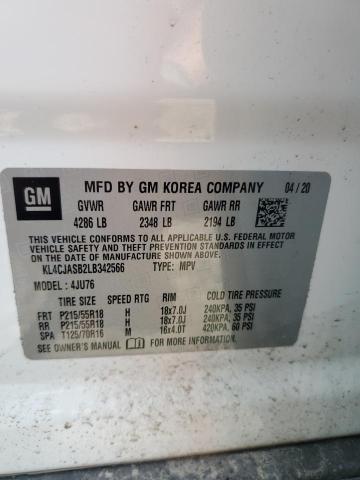 GM
MFD BY GM KOREA COMPANY 04/20
GVWR GAWR FRT GAWR RR
4286 LB 2348 LB 2194 LB
THIS VEHICLE CONFORMS TO ALL APPLICABLE U.S. FEDERAL MOTOR
VEHICLE SAFETY, BUMPER, AND THEFT PREVENTION STANDARDS
IN EFFECT ON THE DATE OF MANUFACTURE SHOWN ABOVE.
KL4CJASB2LB342566 TYPE: MPV
MODEL: 4JU76
TIRE SIZE SPEED RTG RIM COLD TIRE PRESSURE
FRT P215/55R18 H 18x7.0J 240KPA, 35 PSI
RR P215/55R18 H 18x7.0J 240KPA, 35 PSI
SPA T125/70R16 M 16x4.0T 420KPA, 60 PSI
SEE OWNER'S MANUAL FOR MORE INFORMATION.